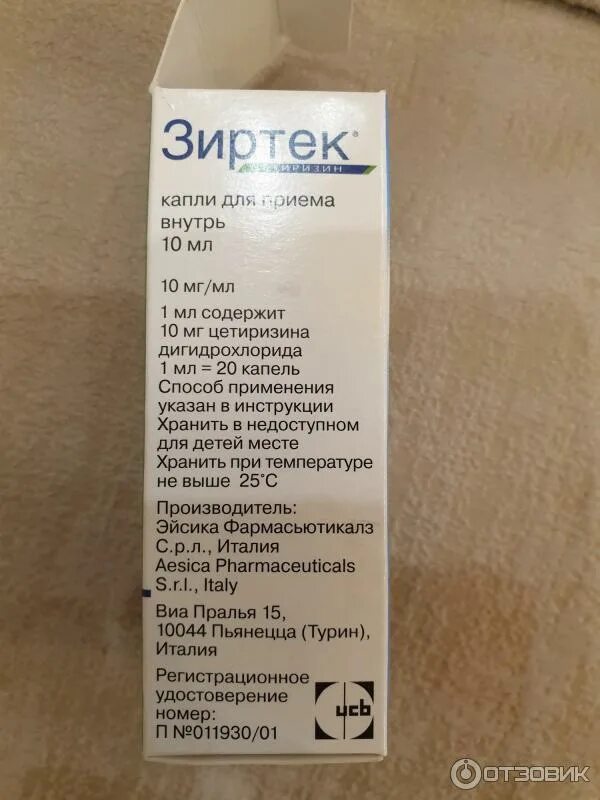 Зиртек®
капли для приема
внутрь
10 мл
10 мг/мл
1 мл содержит
10 мг цетиризина
дигидрохлорида
1 мл = 20 капель
Способ применения
указан в инструкции
Хранить в недоступном
для детей месте
Хранить при температуре
не выше 25°C
Производитель:
Эйсика Фармасьютикалз
С.р.л., Италия
Aesica Pharmaceuticals
S.r.l., Italy
Виа Пралья 15,
10044 Пьянецца (Турин),
Италия
Регистрационное
удостоверение
номер:
П №011930/01
ucb
ОТЗОВИК